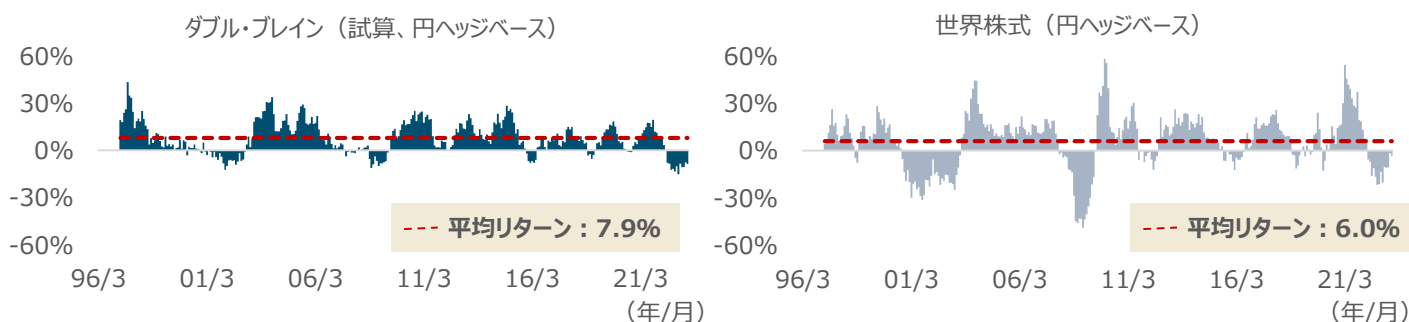 ダブル・ブレイン（試算、円ヘッジベース）
60%
30%
0%
-30%
-60%
平均リターン：7.9%
96/3 01/3 06/3 11/3 16/3 21/3
（年/月）
世界株式（円ヘッジベース）
60%
30%
0%
-30%
-60%
平均リターン：6.0%
96/3 01/3 06/3 11/3 16/3 21/3
（年/月）